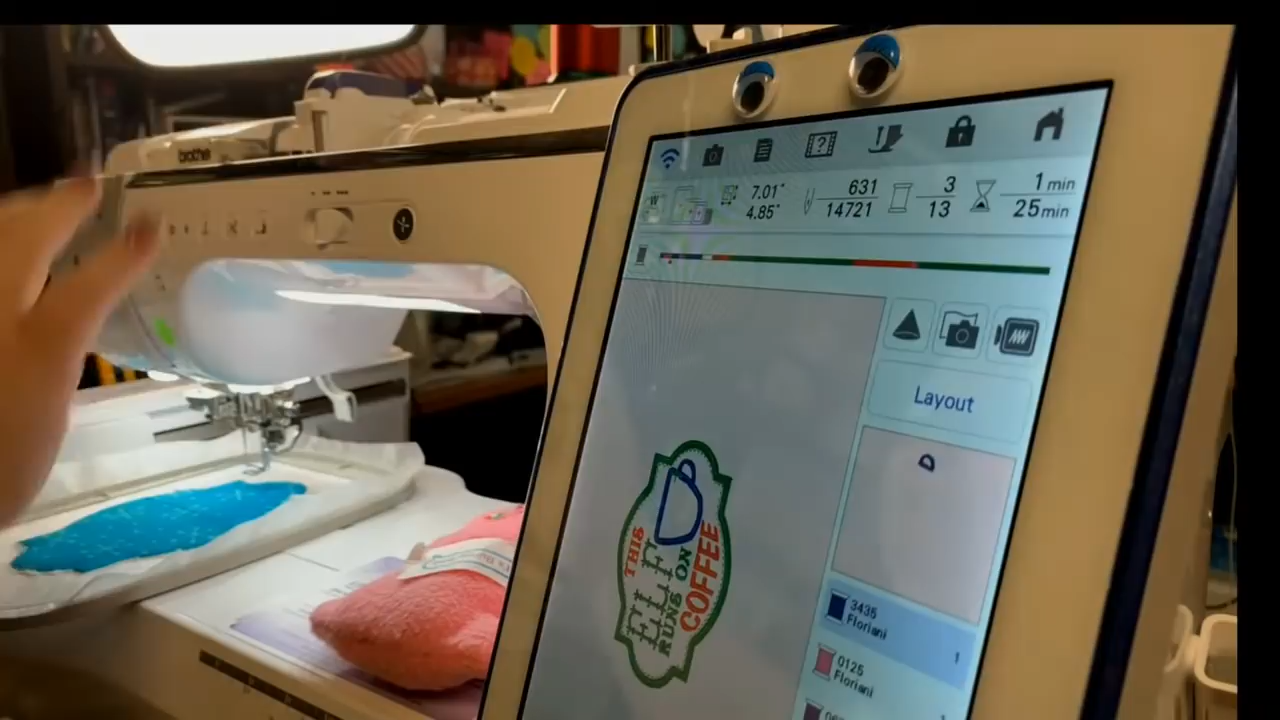 brother
7.01"
4.85"
631
14721
3
13
1 min
25 min
Layout
THIS
ELF
RUNS ON
COFFEE
3435
Floriani
1
0125
Floriani